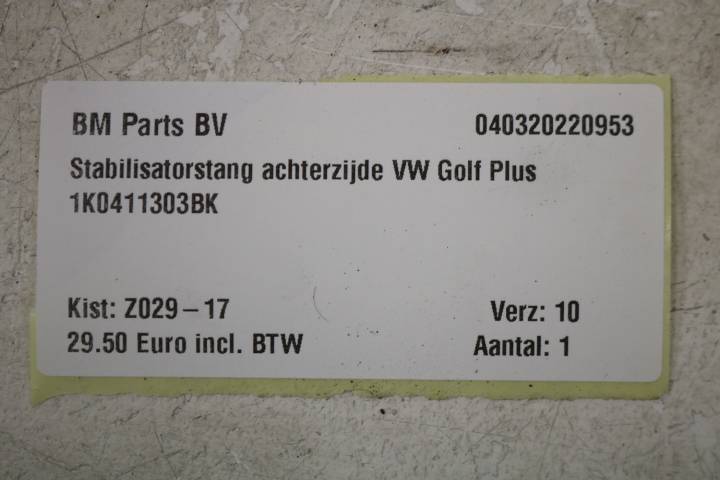 BM Parts BV 040320220953
Stabilisatorstang achterzijde VW Golf Plus
1K0411303BK
Kist: Z029-17 Verz: 10
29.50 Euro incl. BTW Aantal: 1